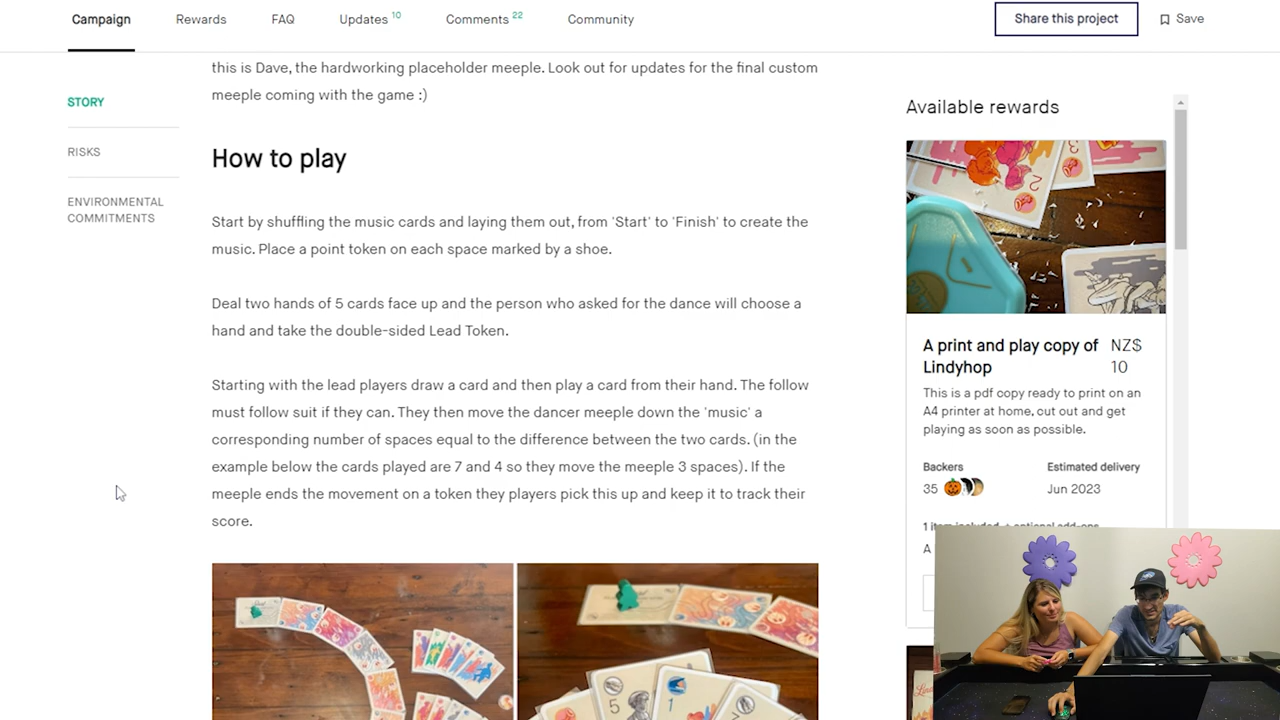 Campaign
Rewards
FAQ
Updates 10
Comments 22
Community
Share this project
Save
STORY
RISKS
ENVIRONMENTAL
COMMITMENTS
this is Dave, the hardworking placeholder meeple. Look out for updates for the final custom
meeple coming with the game :)
How to play
Start by shuffling the music cards and laying them out, from 'Start' to 'Finish' to create the
music. Place a point token on each space marked by a shoe.
Deal two hands of 5 cards face up and the person who asked for the dance will choose a
hand and take the double-sided Lead Token.
Starting with the lead players draw a card and then play a card from their hand. The follow
must follow suit if they can. They then move the dancer meeple down the 'music' a
corresponding number of spaces equal to the difference between the two cards. (in the
example below the cards played are 7 and 4 so they move the meeple 3 spaces). If the
meeple ends the movement on a token they players pick this up and keep it to track their
score.
5
1
7
Available rewards
2
A print and play copy of
Lindyhop
NZ$
10
This is a pdf copy ready to print on an
A4 printer at home, cut out and get
playing as soon as possible.
Backers
35
Estimated delivery
Jun 2023
1 item included + optional add-ons
A